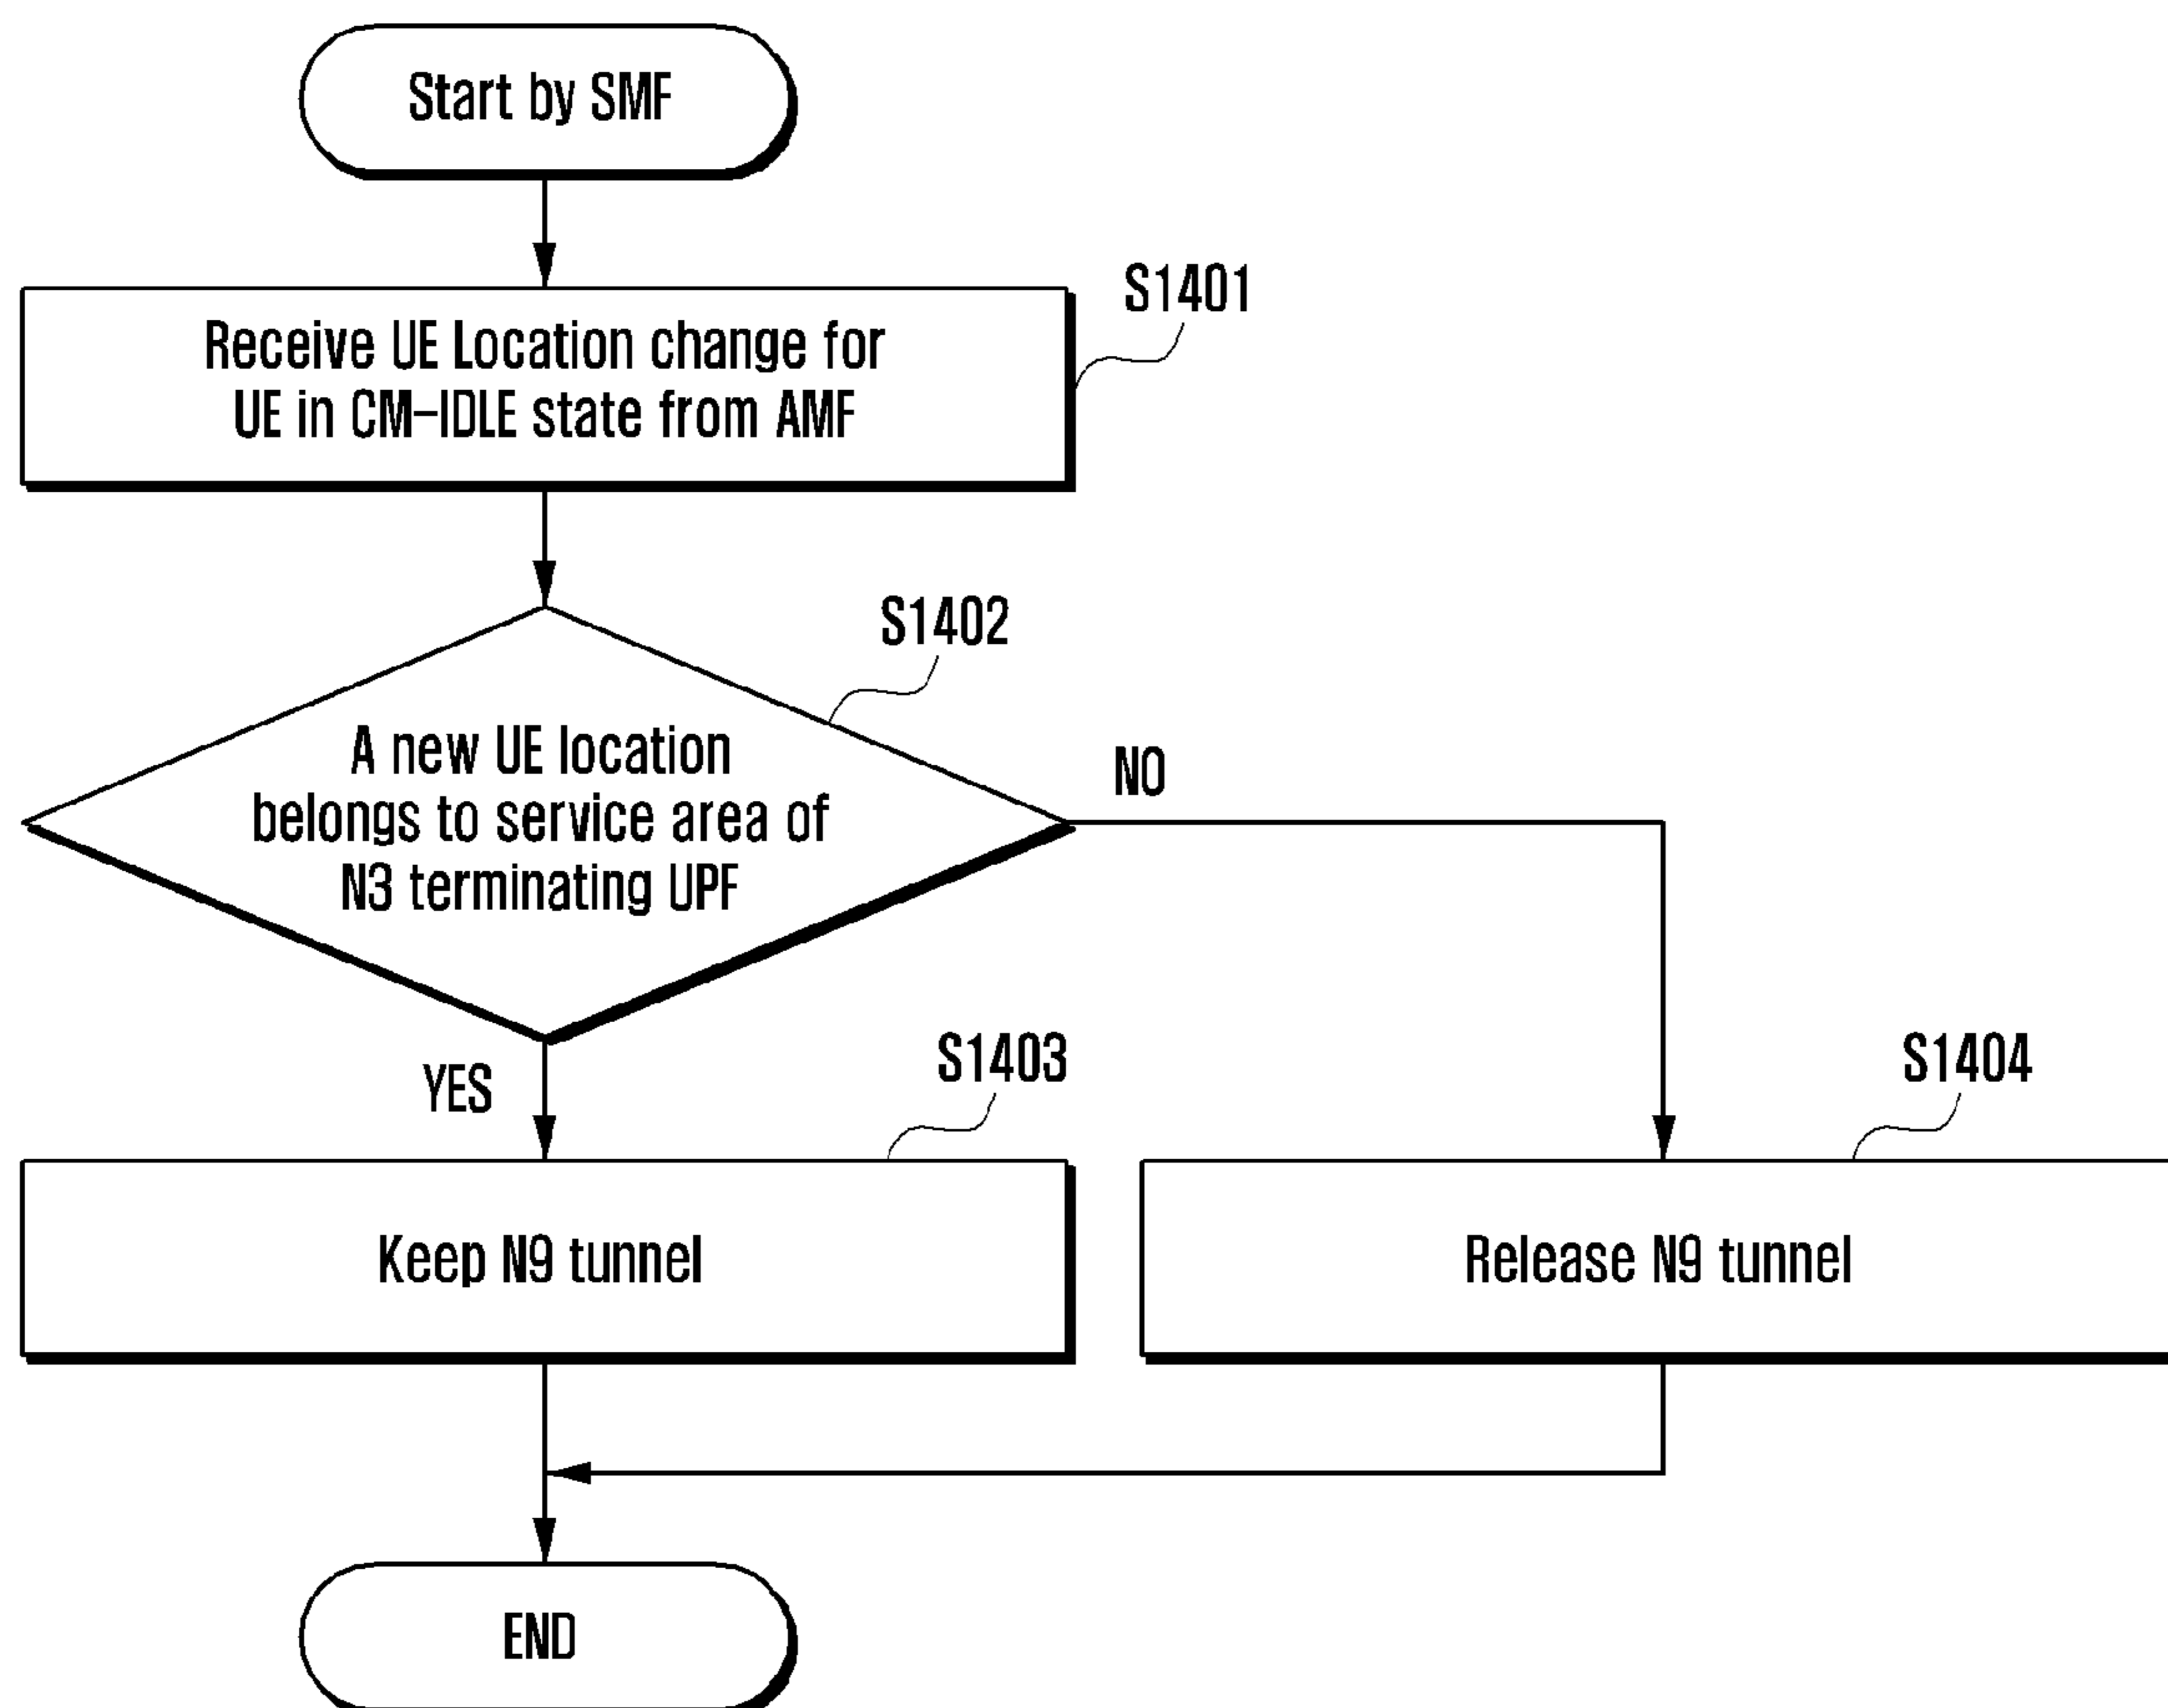 Start by SMF
S1401
Receive UE Location change for
UE in CM-IDLE state from AMF
S1402
A new UE location
belongs to service area of
N3 terminating UPF
NO
YES
S1403
S1404
Keep N9 tunnel
Release N9 tunnel
END